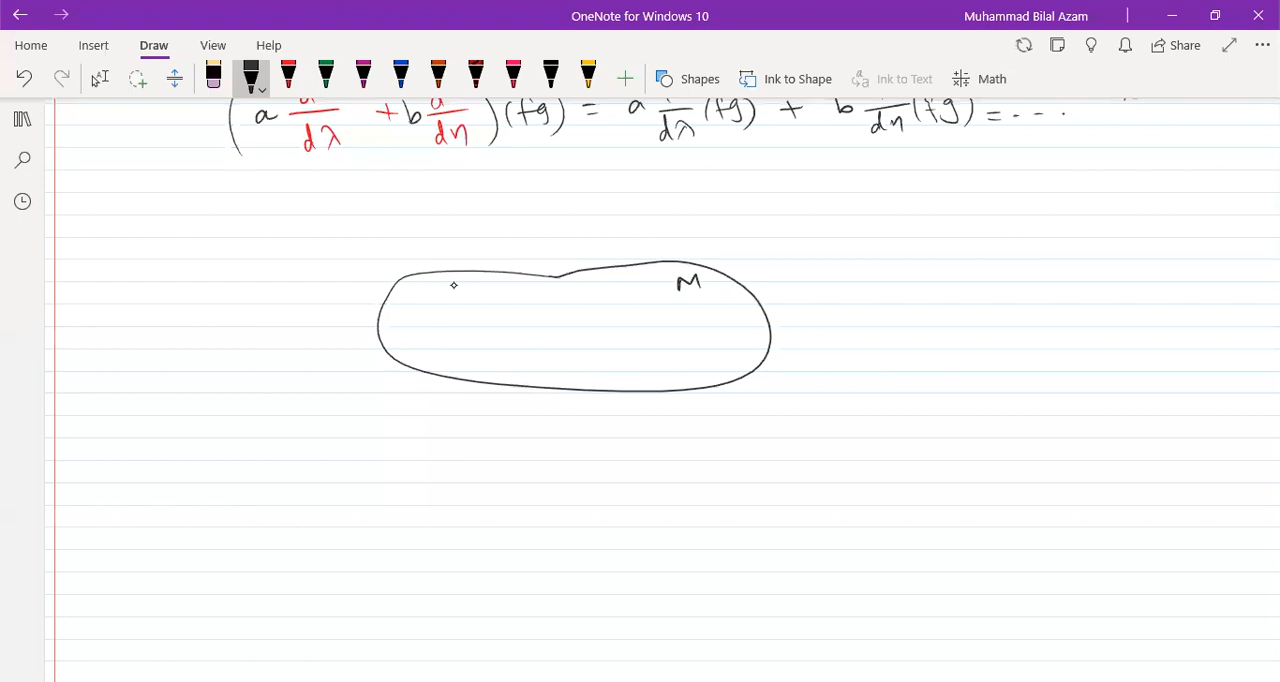 OneNote for Windows 10
Muhammad Bilal Azam
Home Insert Draw View Help
Share
Shapes Ink to Shape Ink to Text Math
(a d/dλ + b d/dη)(fg) = a d/dλ (fg) + b d/dη (fg) = - - -
M